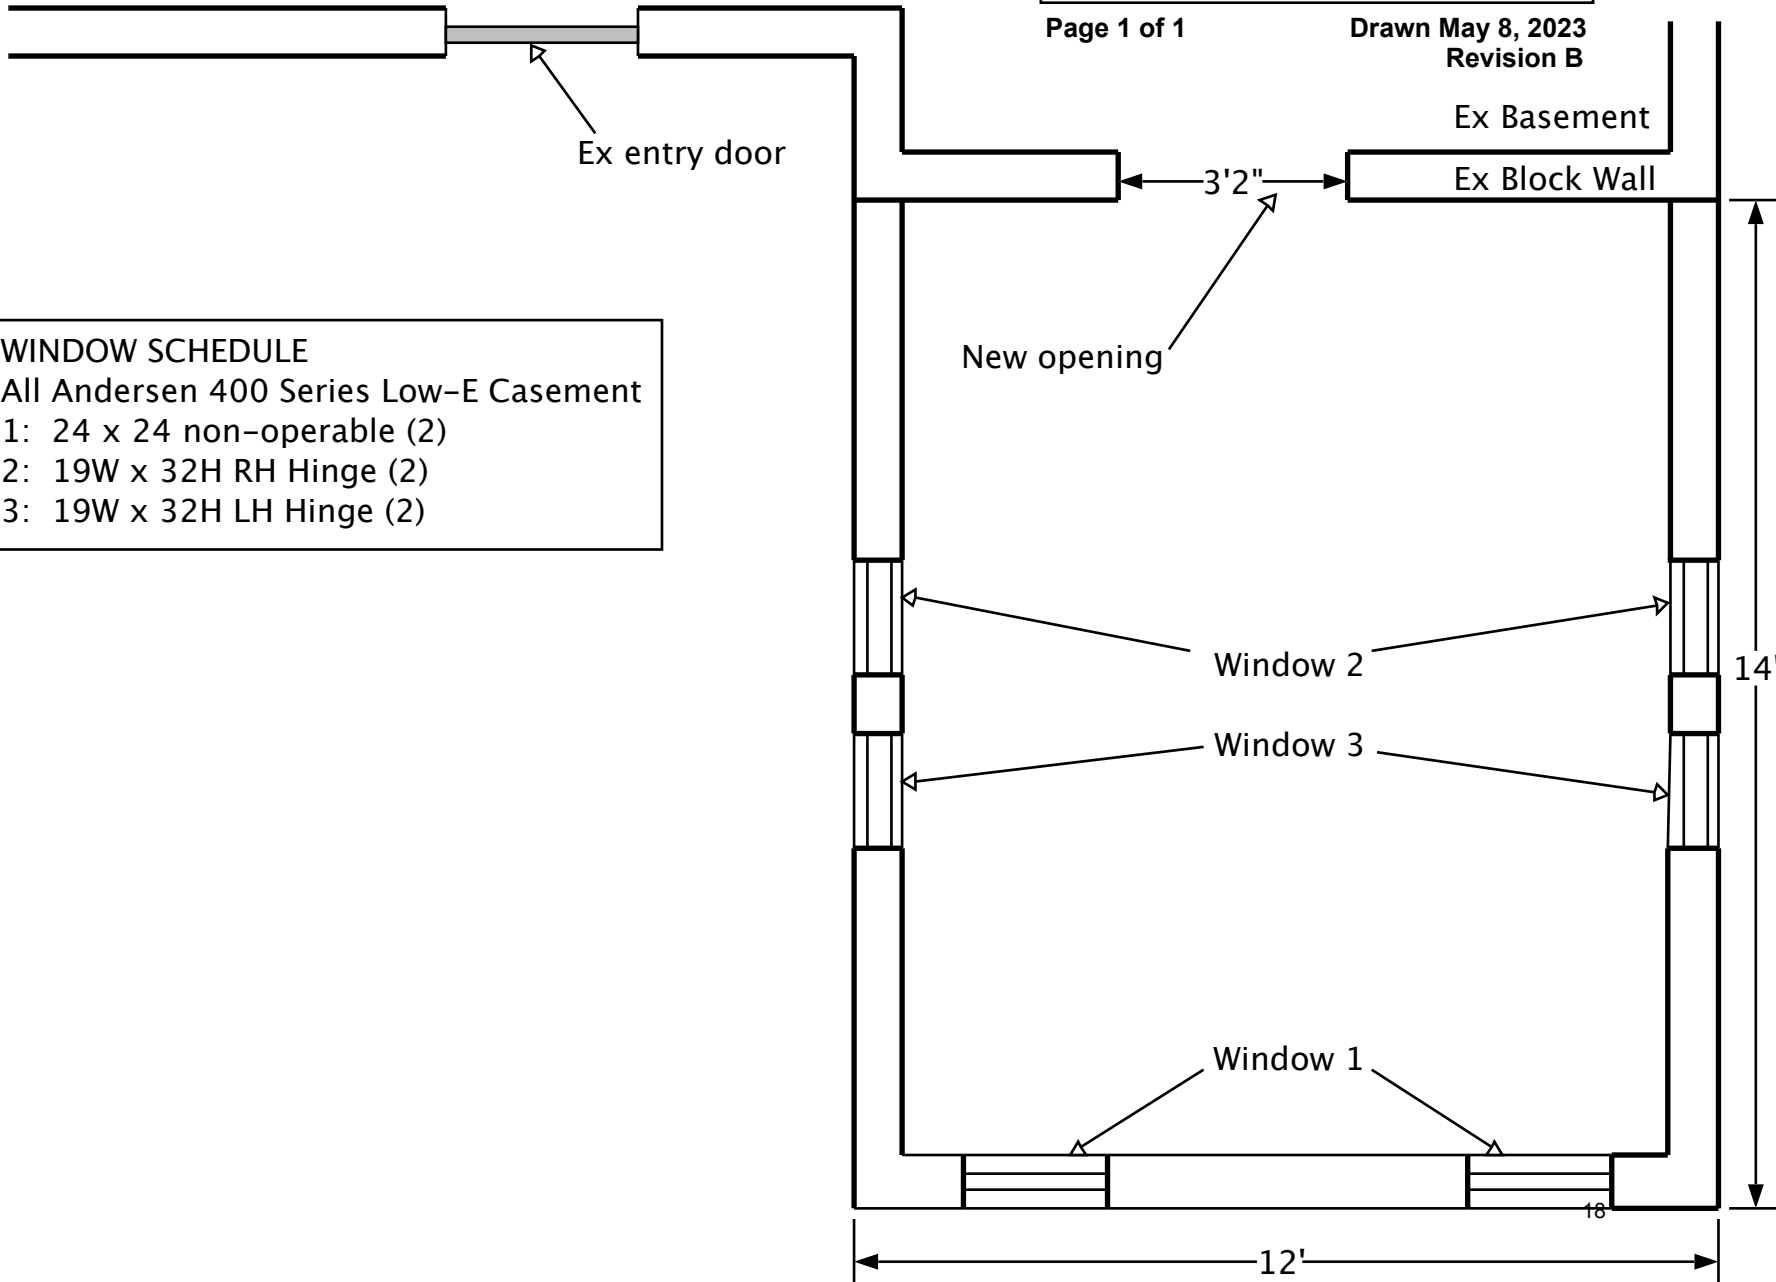 Page 1 of 1
Drawn May 8, 2023
Revision B
Ex Basement
Ex entry door
3'2"
Ex Block Wall
WINDOW SCHEDULE
All Andersen 400 Series Low-E Casement
1: 24 x 24 non-operable (2)
2: 19W x 32H RH Hinge (2)
3: 19W x 32H LH Hinge (2)
New opening
Window 2
14'
Window 3
Window 1
18
12'